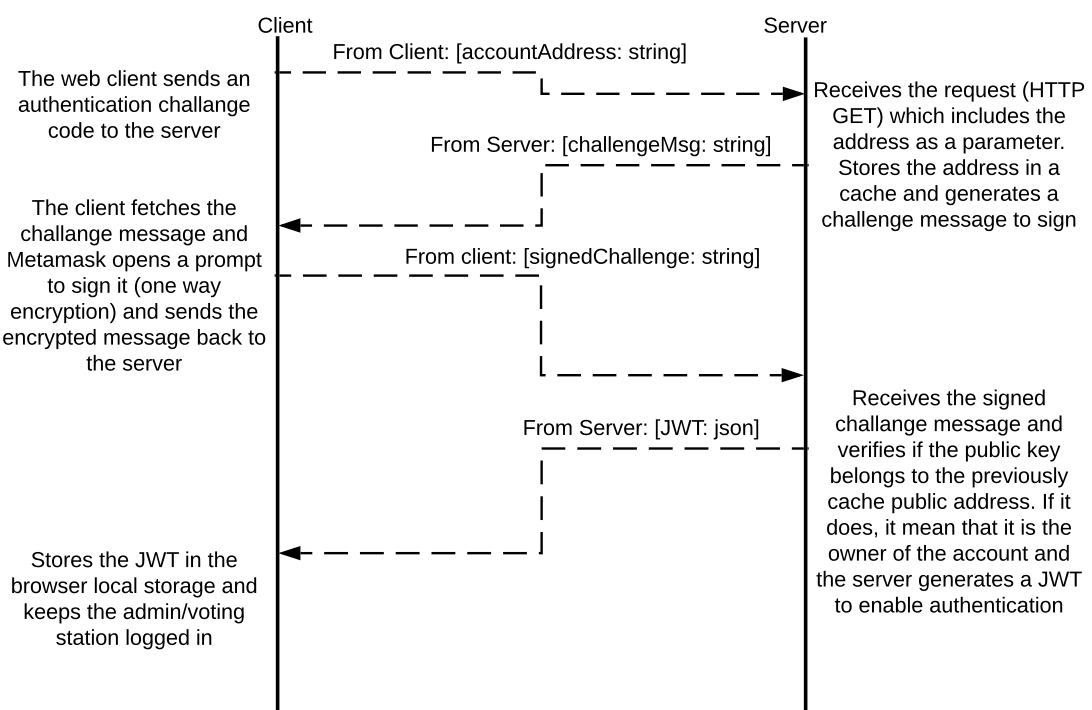 Client
Server
From Client: [accountAddress: string]
The web client sends an
authentication challange
code to the server
Receives the request (HTTP
GET) which includes the
address as a parameter.
Stores the address in a
cache and generates a
challenge message to sign
From Server: [challengeMsg: string]
The client fetches the
challange message and
Metamask opens a prompt
to sign it (one way
encryption) and sends the
encrypted message back to
the server
From client: [signedChallenge: string]
Receives the signed
challange message and
verifies if the public key
belongs to the previously
cache public address. If it
does, it mean that it is the
owner of the account and
the server generates a JWT
to enable authentication
From Server: [JWT: json]
Stores the JWT in the
browser local storage and
keeps the admin/voting
station logged in